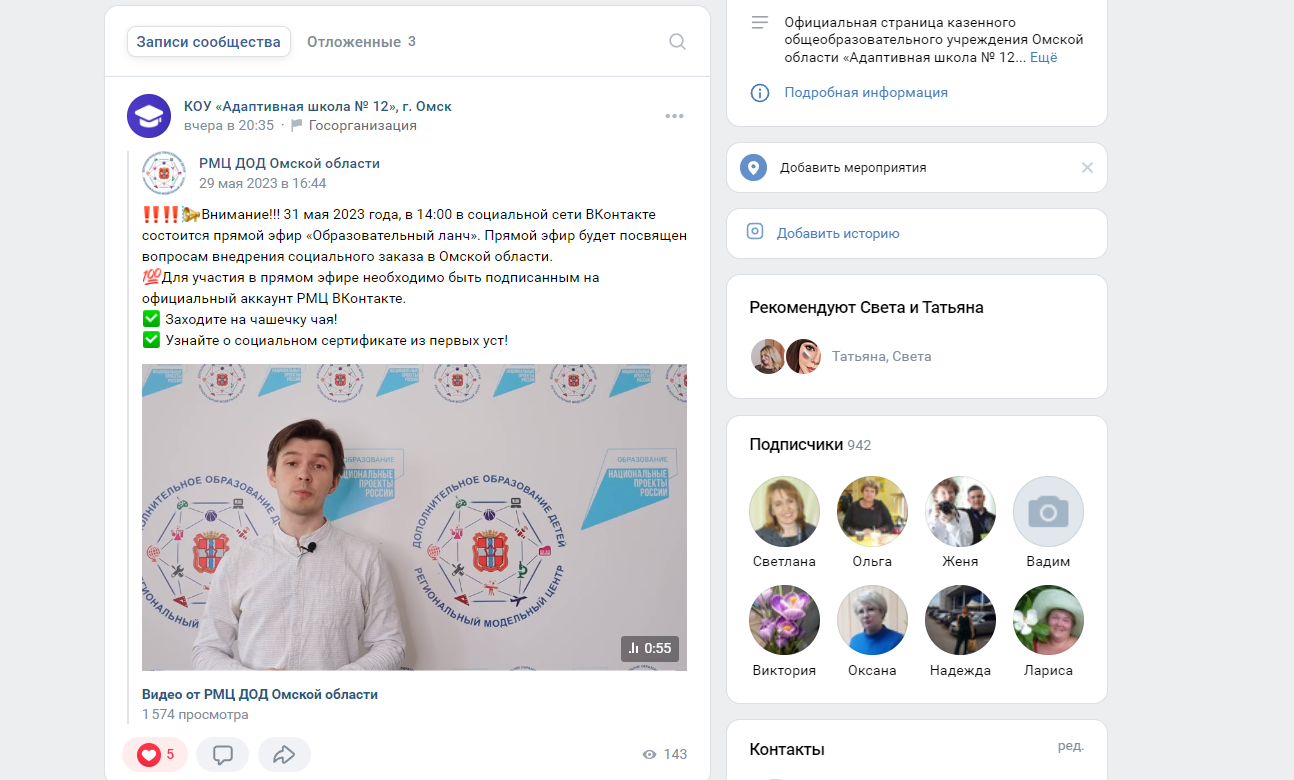 Записи сообщества Отложенные 3
КОУ «Адаптивная школа № 12», г. Омск
вчера в 20:35 · Госорганизация
РМЦ ДОД Омской области
29 мая 2023 в 16:44
‼️‼️📯Внимание!!! 31 мая 2023 года, в 14:00 в социальной сети ВКонтакте
состоится прямой эфир «Образовательный ланч». Прямой эфир будет посвящен
вопросам внедрения социального заказа в Омской области.
💯Для участия в прямом эфире необходимо быть подписанным на
официальный аккаунт РМЦ ВКонтакте.
✅ Заходите на чашечку чая!
✅ Узнайте о социальном сертификате из первых уст!
ОБРАЗОВАНИЕ
НАЦИОНАЛЬНЫЕ
ПРОЕКТЫ
РОССИИ
ОБРАЗОВАНИЕ
НАЦИОНАЛЬНЫЕ
ПРОЕКТЫ
РОССИИ
ДОПОЛНИТЕЛЬНОЕ ОБРАЗОВАНИЕ ДЕТЕЙ
РЕГИОНАЛЬНЫЙ МОДЕЛЬНЫЙ ЦЕНТР
0:55
Видео от РМЦ ДОД Омской области
1 574 просмотра
5
143
Официальная страница казенного
общеобразовательного учреждения Омской
области «Адаптивная школа № 12... Ещё
Подробная информация
Добавить мероприятия
Добавить историю
Рекомендуют Света и Татьяна
Татьяна, Света
Подписчики 942
Светлана Ольга Женя Вадим
Виктория Оксана Надежда Лариса
Контакты ред.